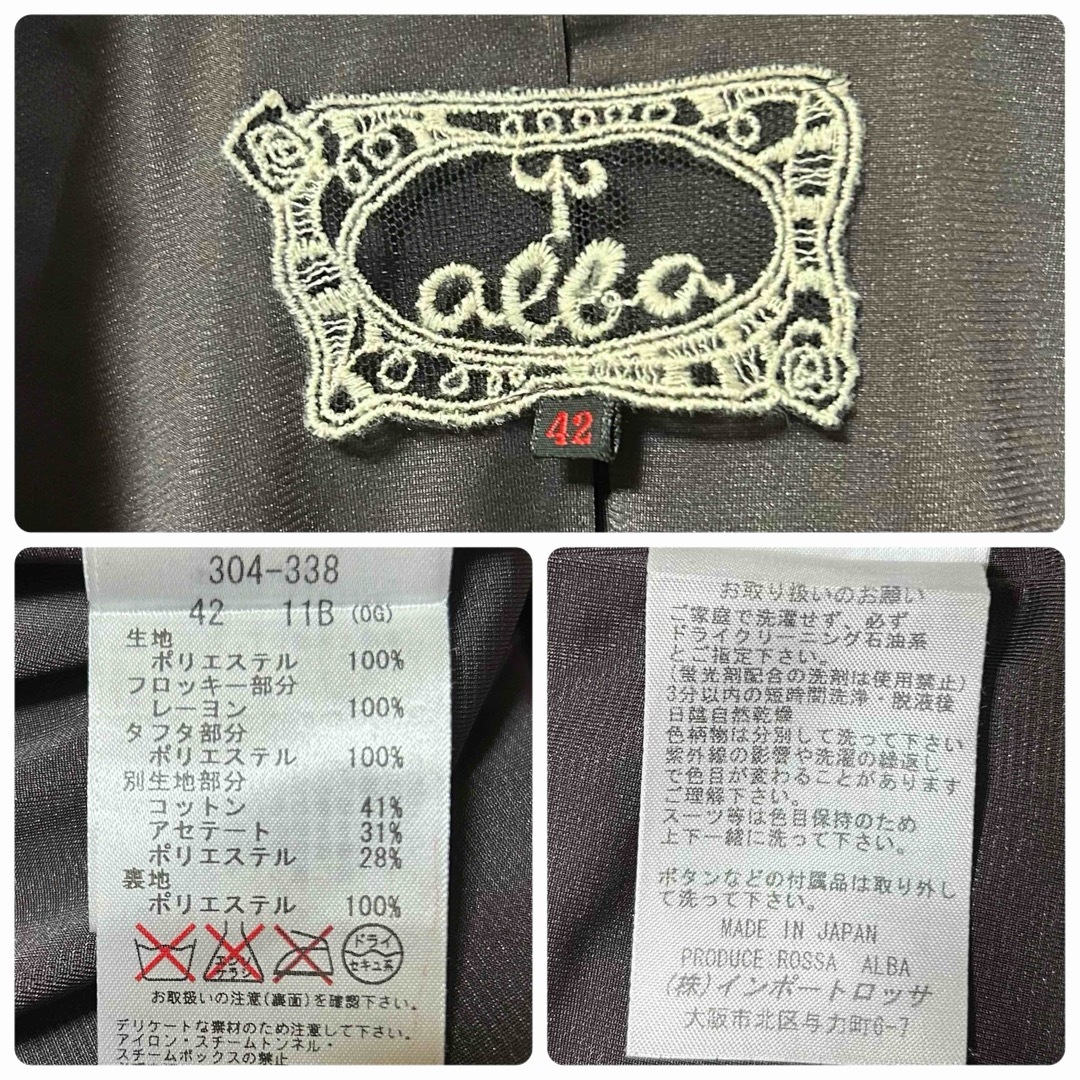 alba
42
304-338
42 11B (OG)
生地
ポリエステル 100%
フロッキー部分
レーヨン 100%
タフタ部分
ポリエステル 100%
別生地部分
コットン 41%
アセテート 31%
ポリエステル 28%
裏地
ポリエステル 100%
エンソ
サラシ
ドライ
セキユ系
お取扱いの注意(裏面)を確認下さい。
デリケートな素材のため注意して下さい。
アイロン・スチームトンネル・
スチームボックスの禁止
お取り扱いのお願い
ご家庭で洗濯せず、必ず
ドライクリーニング石油系
とご指定下さい。
(蛍光剤配合の洗剤は使用禁止)
3分以内の短時間洗浄 脱液後
日陰自然乾燥
色柄物は分別して洗って下さい
紫外線の影響や洗濯の繰返し
で色目が変わることがあります
ご理解下さい。
スーツ等は色目保持のため
上下一緒に洗って下さい。
ボタンなどの付属品は取り外し
て洗って下さい。
MADE IN JAPAN
PRODUCE ROSSA ALBA
(株)インポートロッサ
大阪市北区与力町6-7